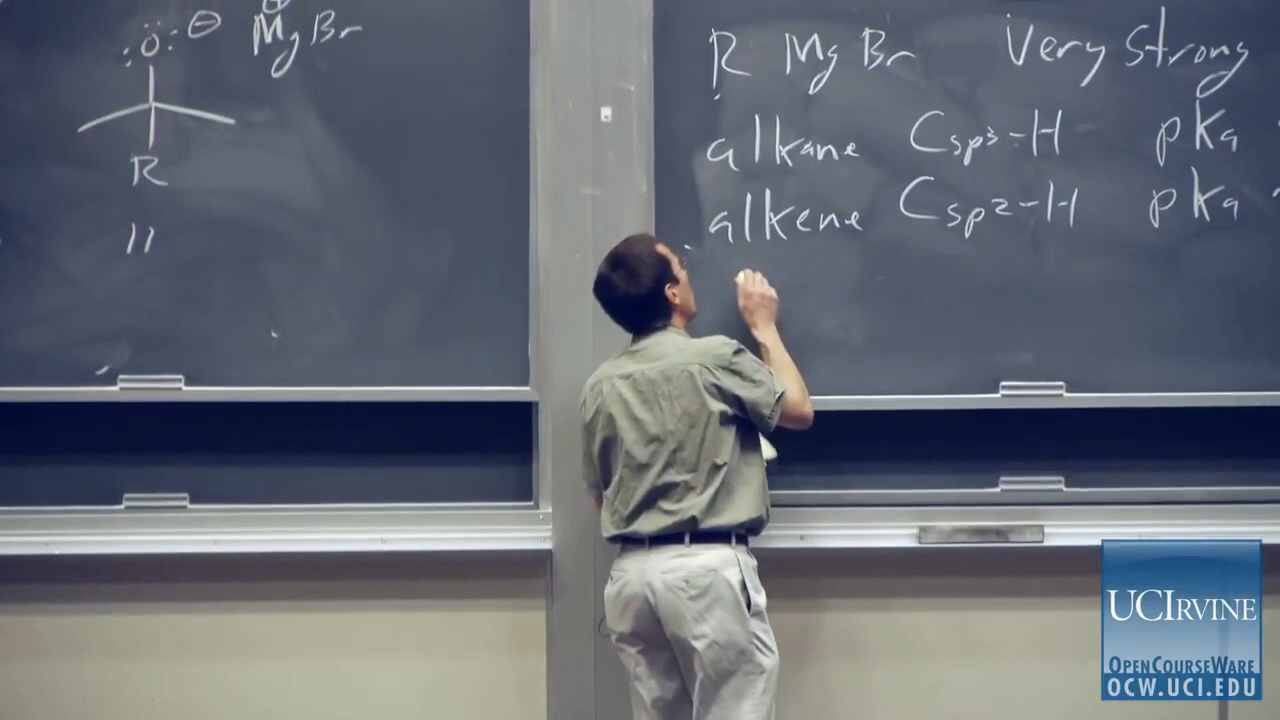 :Ö: ⊖ MgBr
R
"
R MgBr Very Strong
alkane Csp³-H pKa
alkene Csp2-H pKa
UCIRVINE
OPENCOURSEWARE
OCW.UCI.EDU